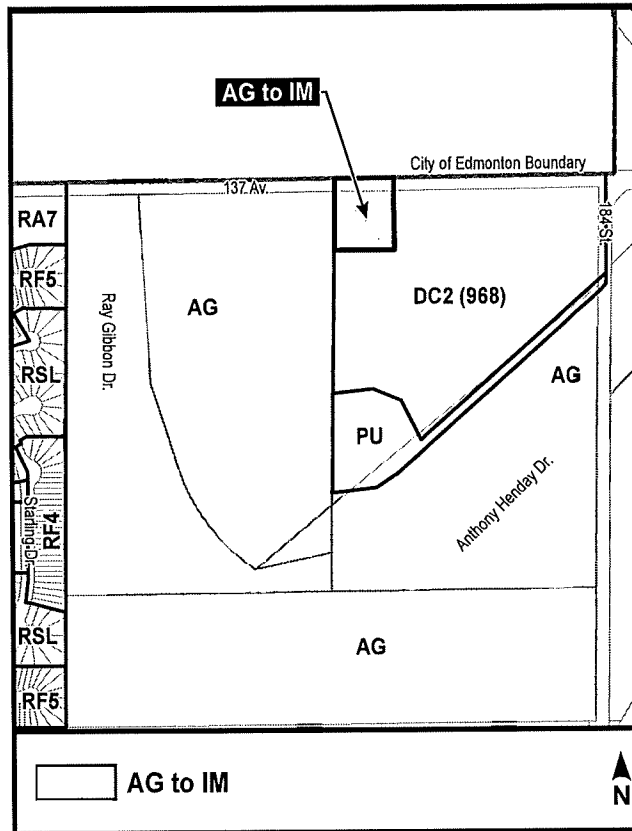 AG to IM
City of Edmonton Boundary
137 Av.
184 St.
RA7
RF5
Ray Gibbon Dr.
AG
DC2 (968)
RSL
AG
PU
Anthony Henday Dr.
Starling Dr.
RF4
RSL
AG
RF5
AG to IM
N